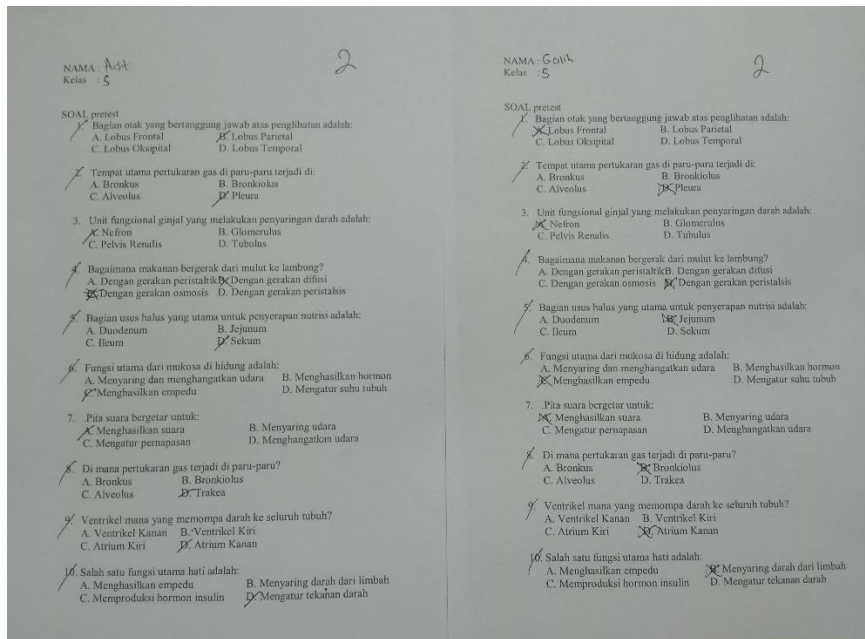 NAMA : Adit
2
Kelas : 5
SOAL pretest
1. Bagian otak yang bertanggung jawab atas penglihatan adalah:
A. Lobus Frontal B. Lobus Parietal
C. Lobus Oksipital D. Lobus Temporal
2. Tempat utama pertukaran gas di paru-paru terjadi di:
A. Bronkus B. Bronkiolus
C. Alveolus D. Pleura
3. Unit fungsional ginjal yang melakukan penyaringan darah adalah:
A. Nefron B. Glomerulus
C. Pelvis Renalis D. Tubulus
4. Bagaimana makanan bergerak dari mulut ke lambung?
A. Dengan gerakan peristaltik B. Dengan gerakan difusi
C. Dengan gerakan osmosis D. Dengan gerakan peristalsis
5. Bagian usus halus yang utama untuk penyerapan nutrisi adalah:
A. Duodenum B. Jejunum
C. Ileum D. Sekum
6. Fungsi utama dari mukosa di hidung adalah:
A. Menyaring dan menghangatkan udara B. Menghasilkan hormon
C. Menghasilkan empedu D. Mengatur suhu tubuh
7. .Pita suara bergetar untuk:
A. Menghasilkan suara B. Menyaring udara
C. Mengatur pernapasan D. Menghangatkan udara
8. Di mana pertukaran gas terjadi di paru-paru?
A. Bronkus B. Bronkiolus
C. Alveolus D. Trakea
9. Ventrikel mana yang memompa darah ke seluruh tubuh?
A. Ventrikel Kanan B. Ventrikel Kiri
C. Atrium Kiri D. Atrium Kanan
10. Salah satu fungsi utama hati adalah:
A. Menghasilkan empedu B. Menyaring darah dari limbah
C. Memproduksi hormon insulin D. Mengatur tekanan darah
NAMA : Galih
2
Kelas : 5
SOAL pretest
1. Bagian otak yang bertanggung jawab atas penglihatan adalah:
A. Lobus Frontal B. Lobus Parietal
C. Lobus Oksipital D. Lobus Temporal
2. Tempat utama pertukaran gas di paru-paru terjadi di:
A. Bronkus B. Bronkiolus
C. Alveolus D. Pleura
3. Unit fungsional ginjal yang melakukan penyaringan darah adalah:
A. Nefron B. Glomerulus
C. Pelvis Renalis D. Tubulus
4. Bagaimana makanan bergerak dari mulut ke lambung?
A. Dengan gerakan peristaltikB. Dengan gerakan difusi
C. Dengan gerakan osmosis D. Dengan gerakan peristalsis
5. Bagian usus halus yang utama untuk penyerapan nutrisi adalah:
A. Duodenum B. Jejunum
C. Ileum D. Sekum
6. Fungsi utama dari mukosa di hidung adalah:
A. Menyaring dan menghangatkan udara B. Menghasilkan hormon
C. Menghasilkan empedu D. Mengatur suhu tubuh
7. .Pita suara bergetar untuk:
A. Menghasilkan suara B. Menyaring udara
C. Mengatur pernapasan D. Menghangatkan udara
8. Di mana pertukaran gas terjadi di paru-paru?
A. Bronkus B. Bronkiolus
C. Alveolus D. Trakea
9. Ventrikel mana yang memompa darah ke seluruh tubuh?
A. Ventrikel Kanan B. Ventrikel Kiri
C. Atrium Kiri D. Atrium Kanan
10. Salah satu fungsi utama hati adalah:
A. Menghasilkan empedu B. Menyaring darah dari limbah
C. Memproduksi hormon insulin D. Mengatur tekanan darah